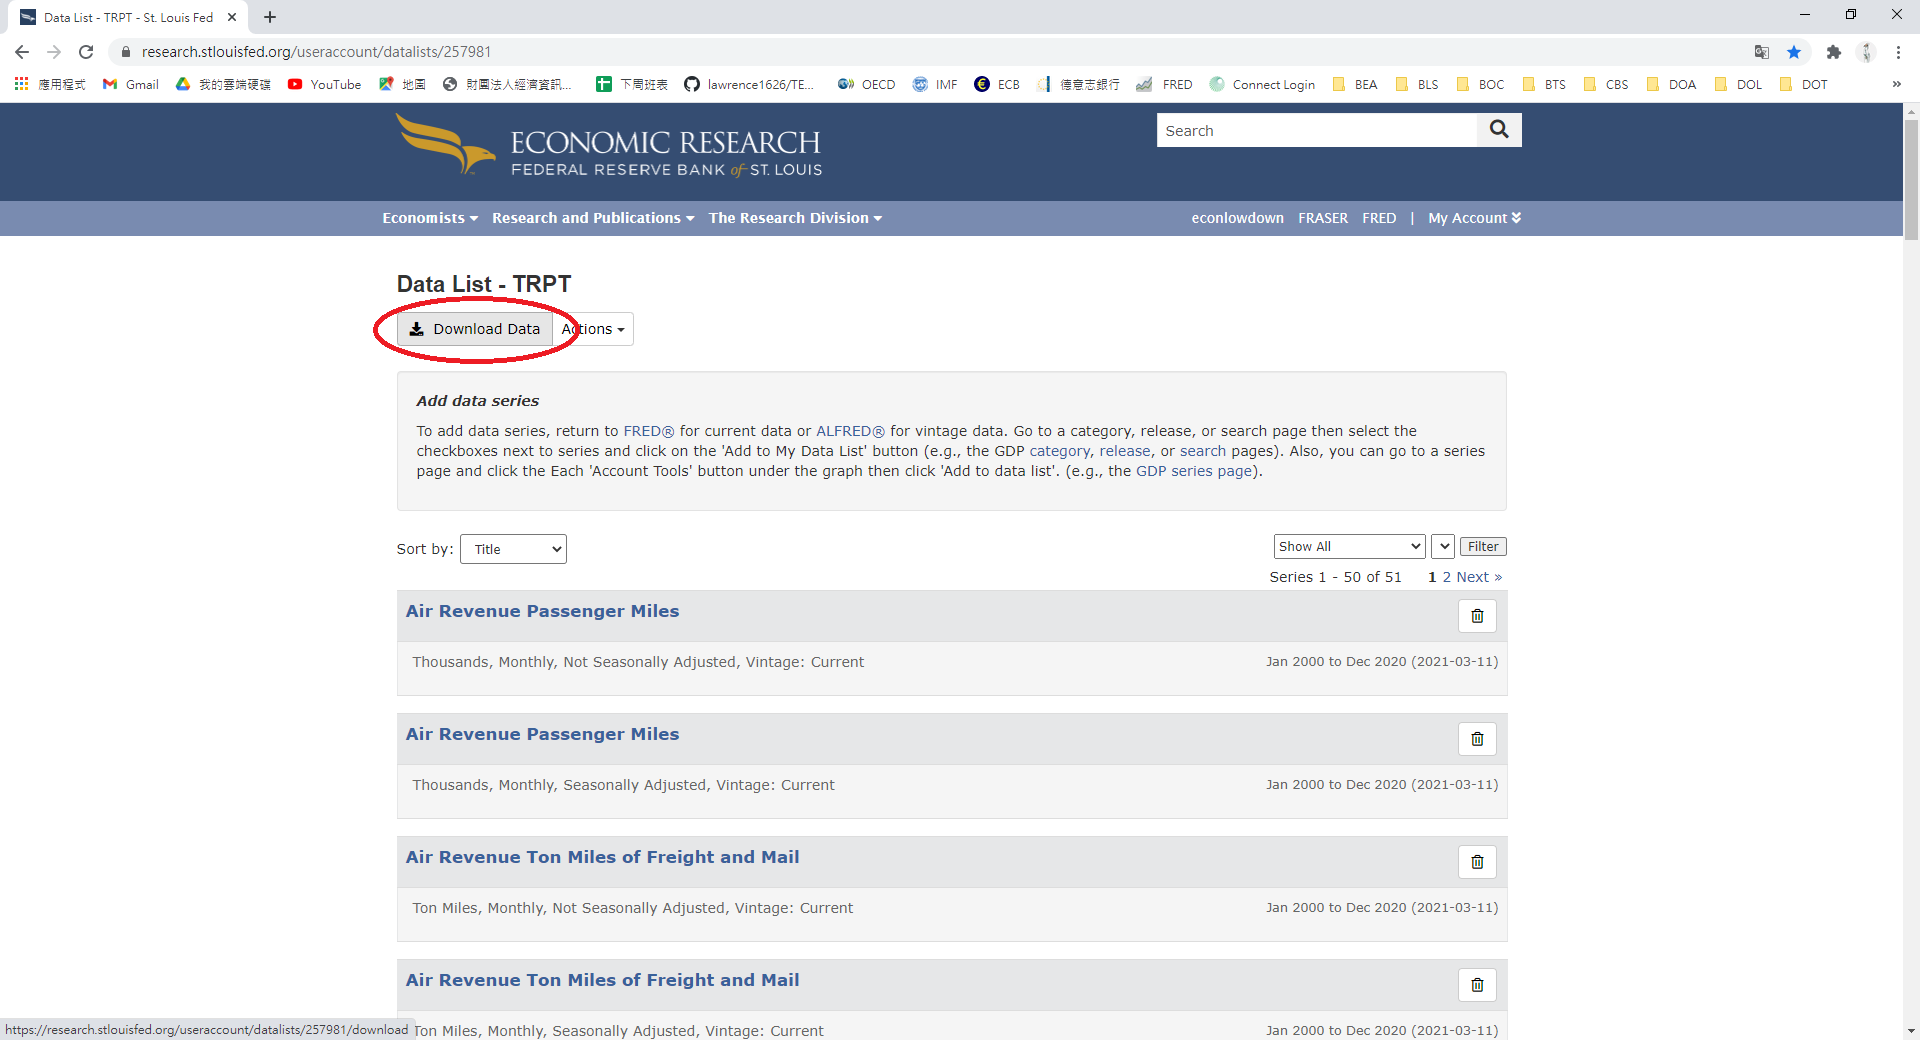 Data List - TRPT - St. Louis Fed
research.stlouisfed.org/useraccount/datalists/257981
應用程式 Gmail 我的雲端硬碟 YouTube 地圖 財團法人經濟資訊... 下周班表 lawrence1626/TE... OECD IMF ECB 德意志銀行 FRED Connect Login BEA BLS BOC BTS CBS DOA DOL DOT »
ECONOMIC RESEARCH
FEDERAL RESERVE BANK of ST. LOUIS
Search
Economists Research and Publications The Research Division econlowdown FRASER FRED | My Account
Data List - TRPT
Download Data Actions
Add data series
To add data series, return to FRED® for current data or ALFRED® for vintage data. Go to a category, release, or search page then select the
checkboxes next to series and click on the 'Add to My Data List' button (e.g., the GDP category, release, or search pages). Also, you can go to a series
page and click the Each 'Account Tools' button under the graph then click 'Add to data list'. (e.g., the GDP series page).
Sort by: Title Show All Filter
Series 1 - 50 of 51 1 2 Next »
Air Revenue Passenger Miles
Thousands, Monthly, Not Seasonally Adjusted, Vintage: Current Jan 2000 to Dec 2020 (2021-03-11)
Air Revenue Passenger Miles
Thousands, Monthly, Seasonally Adjusted, Vintage: Current Jan 2000 to Dec 2020 (2021-03-11)
Air Revenue Ton Miles of Freight and Mail
Ton Miles, Monthly, Not Seasonally Adjusted, Vintage: Current Jan 2000 to Dec 2020 (2021-03-11)
Air Revenue Ton Miles of Freight and Mail
Ton Miles, Monthly, Seasonally Adjusted, Vintage: Current Jan 2000 to Dec 2020 (2021-03-11)
https://research.stlouisfed.org/useraccount/datalists/257981/download